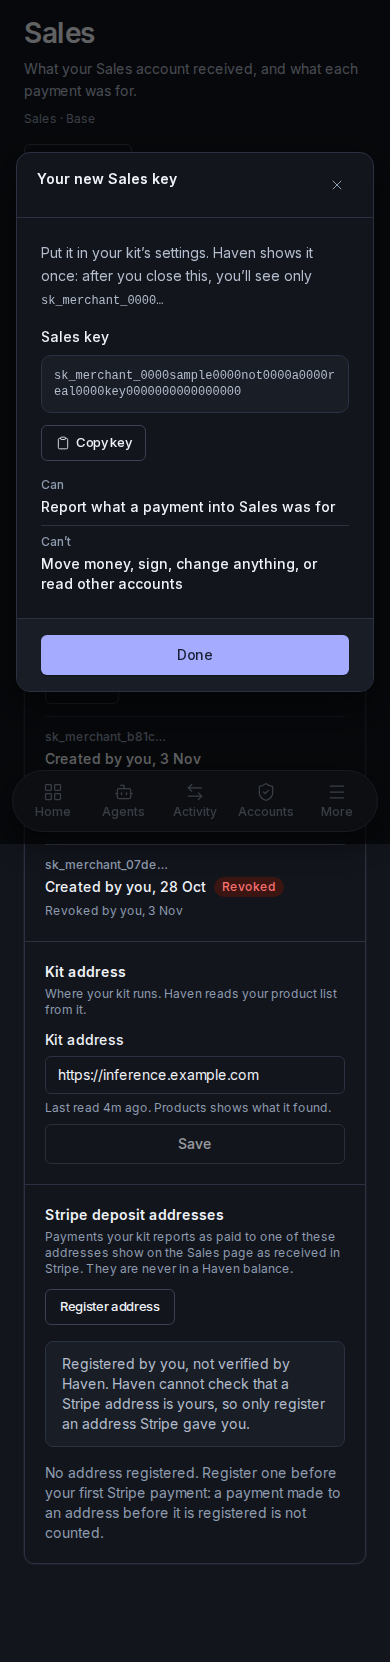 Sales
What your Sales account received, and what each
payment was for.
Sales · Base
Your new Sales key
Put it in your kit’s settings. Haven shows it
once: after you close this, you’ll see only
sk_merchant_0000…
Sales key
sk_merchant_0000sample0000not0000a0000r
eal0000key0000000000000000
Copy key
Can
Report what a payment into Sales was for
Can’t
Move money, sign, change anything, or
read other accounts
Done
sk_merchant_b81c…
Created by you, 3 Nov
Home
Agents
Activity
Accounts
More
sk_merchant_07de…
Created by you, 28 Oct Revoked
Revoked by you, 3 Nov
Kit address
Where your kit runs. Haven reads your product list
from it.
Kit address
https://inference.example.com
Last read 4m ago. Products shows what it found.
Save
Stripe deposit addresses
Payments your kit reports as paid to one of these
addresses show on the Sales page as received in
Stripe. They are never in a Haven balance.
Register address
Registered by you, not verified by
Haven. Haven cannot check that a
Stripe address is yours, so only register
an address Stripe gave you.
No address registered. Register one before
your first Stripe payment: a payment made to
an address before it is registered is not
counted.